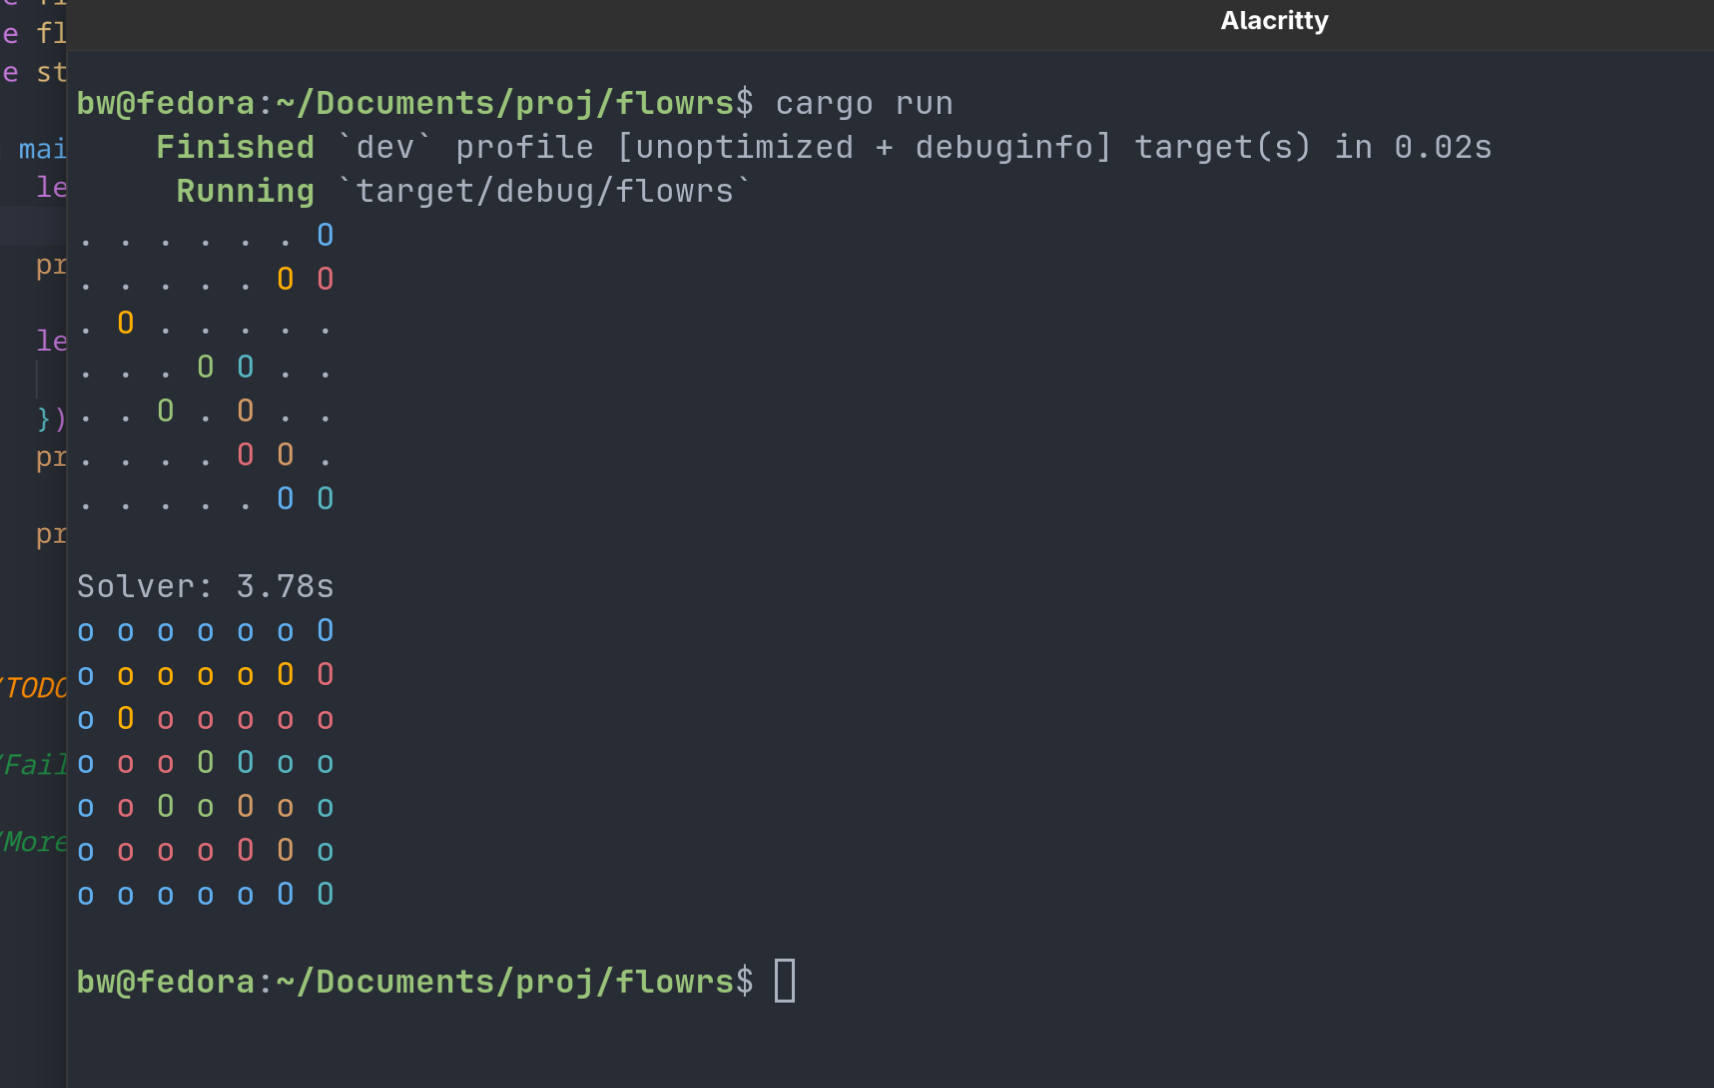 Alacritty
e fl
e st
mai
le
pr
le
})
pr
pr
/TODO
/Fail
/More
bw@fedora:~/Documents/proj/flowrs$ cargo run
Finished `dev` profile [unoptimized + debuginfo] target(s) in 0.02s
Running `target/debug/flowrs`
. . . . . . O
. . . . . O O
. O . . . . .
. . . O O . .
. . O . O . .
. . . . O O .
. . . . . O O
Solver: 3.78s
o o o o o o O
o o o o o O O
o O o o o o o
o o o O O o o
o o O o O o o
o o o o O O o
o o o o o O O
bw@fedora:~/Documents/proj/flowrs$